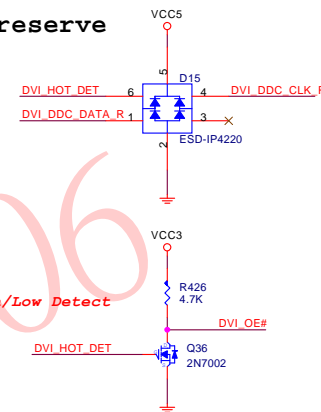 reserve
VCC5
5
D15
DVI_HOT_DET
6
4
DVI_DDC_CLK_R
DVI_DDC_DATA_R
1
3
2
ESD-IP4220
VCC3
R426
4.7K
/Low Detect
DVI_OE#
DVI_HOT_DET
Q36
2N7002